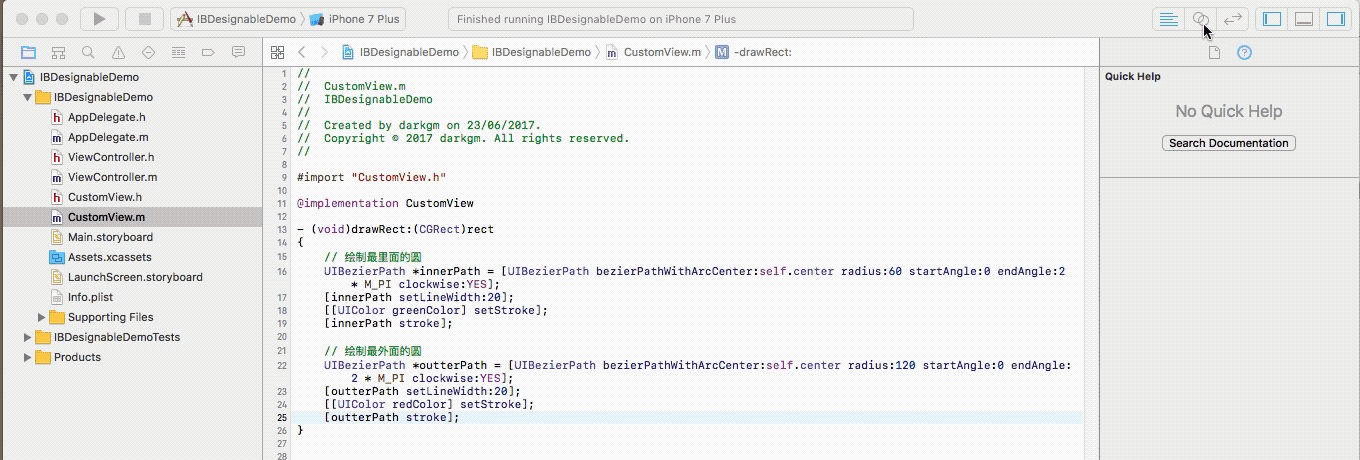 IBDesignableDemo
iPhone 7 Plus
Finished running IBDesignableDemo on iPhone 7 Plus
IBDesignableDemo
IBDesignableDemo
CustomView.m
M
-drawRect:
IBDesignableDemo
IBDesignableDemo
h AppDelegate.h
m AppDelegate.m
h ViewController.h
m ViewController.m
h CustomView.h
m CustomView.m
Main.storyboard
Assets.xcassets
LaunchScreen.storyboard
Info.plist
Supporting Files
IBDesignableDemoTests
Products
1 //
2 // CustomView.m
3 // IBDesignableDemo
4 //
5 // Created by darkgm on 23/06/2017.
6 // Copyright © 2017 darkgm. All rights reserved.
7 //
8
9 #import "CustomView.h"
10
11 @implementation CustomView
12
13 - (void)drawRect:(CGRect)rect
14 {
15 // 绘制最里面的圆
16 UIBezierPath *innerPath = [UIBezierPath bezierPathWithArcCenter:self.center radius:60 startAngle:0 endAngle:2
* M_PI clockwise:YES];
17 [innerPath setLineWidth:20];
18 [[UIColor greenColor] setStroke];
19 [innerPath stroke];
20
21 // 绘制最外面的圆
22 UIBezierPath *outterPath = [UIBezierPath bezierPathWithArcCenter:self.center radius:120 startAngle:0 endAngle:
2 * M_PI clockwise:YES];
23 [outterPath setLineWidth:20];
24 [[UIColor redColor] setStroke];
25 [outterPath stroke];
26 }
27
28
Quick Help
No Quick Help
Search Documentation